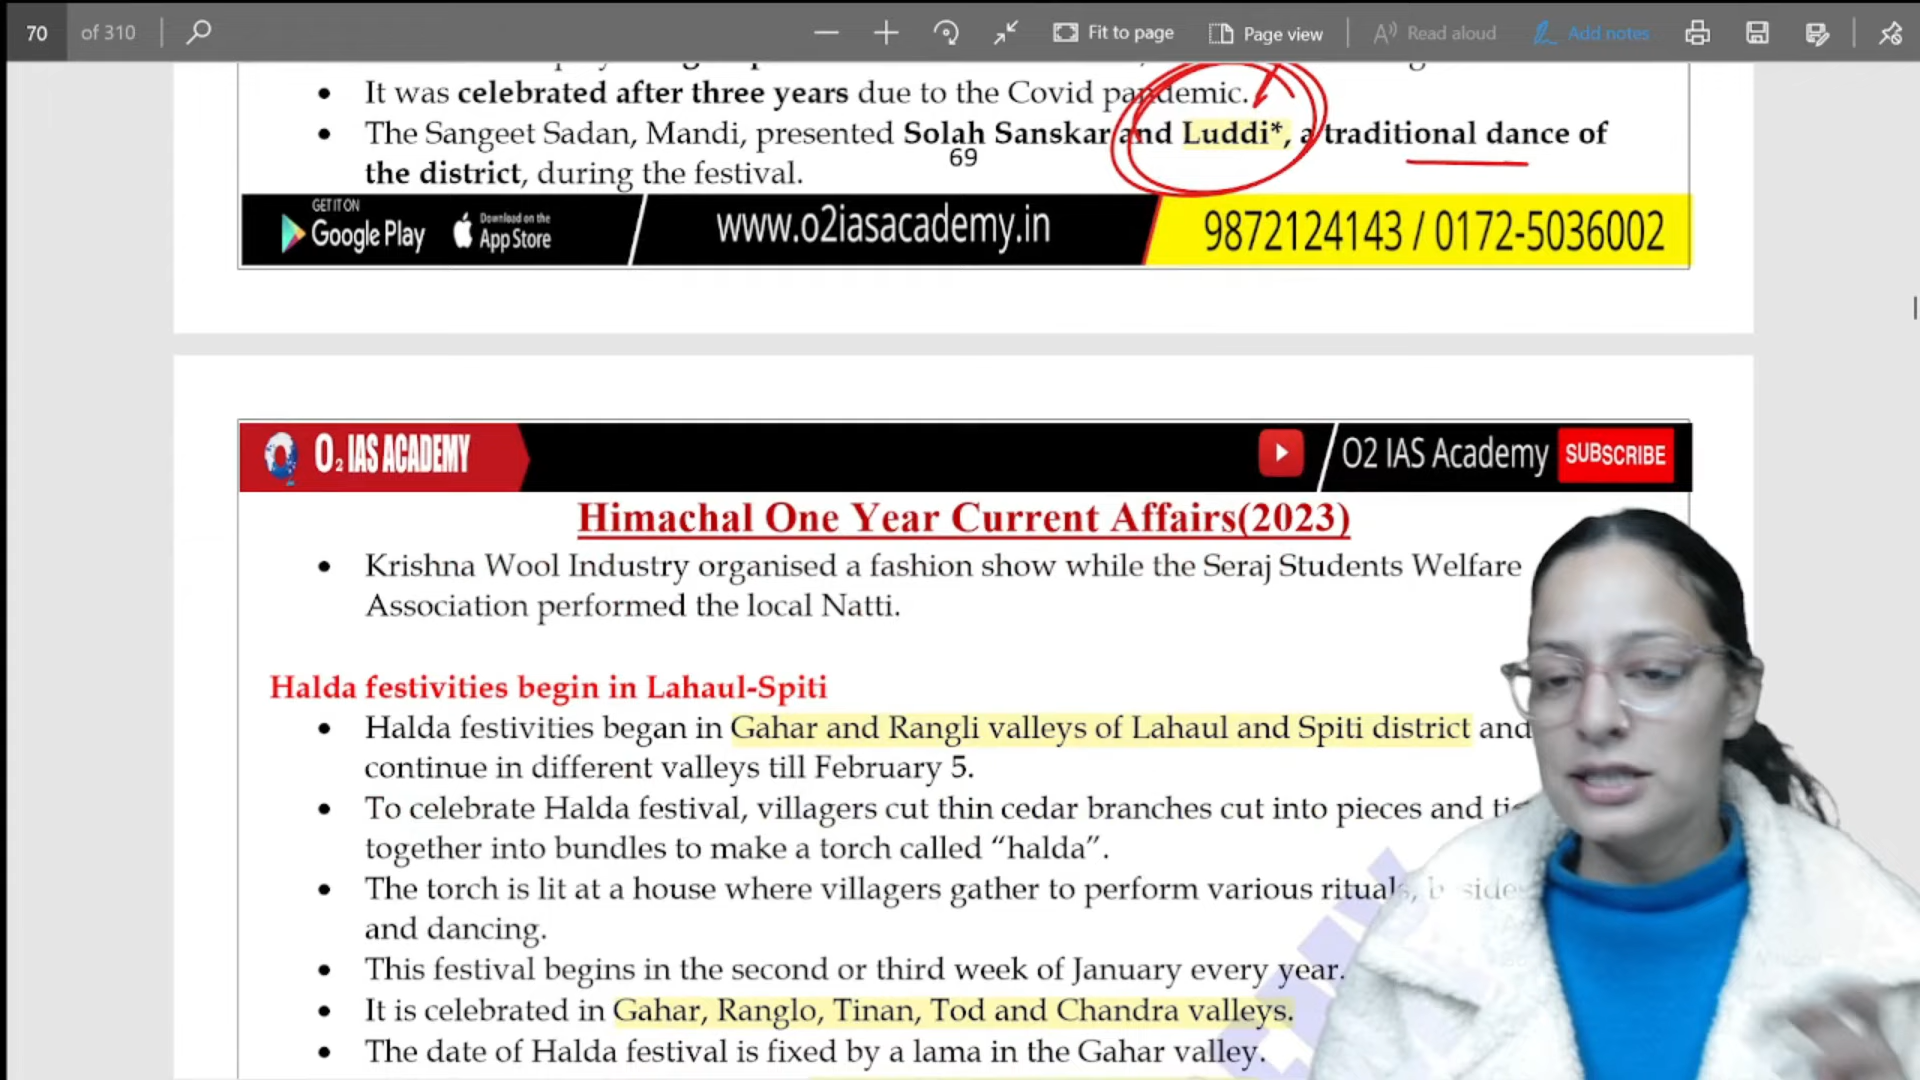 70 of 310 Fit to page Page view Read aloud Add notes
• It was celebrated after three years due to the Covid pandemic.
• The Sangeet Sadan, Mandi, presented Solah Sanskar and Luddi*, a traditional dance of
69
the district, during the festival.
GET IT ON
Google Play
Download on the
App Store
www.o2iasacademy.in
9872124143 / 0172-5036002
O2 IAS ACADEMY
O2 IAS Academy SUBSCRIBE
Himachal One Year Current Affairs(2023)
• Krishna Wool Industry organised a fashion show while the Seraj Students Welfare
Association performed the local Natti.
Halda festivities begin in Lahaul-Spiti
• Halda festivities began in Gahar and Rangli valleys of Lahaul and Spiti district and
continue in different valleys till February 5.
• To celebrate Halda festival, villagers cut thin cedar branches cut into pieces and
together into bundles to make a torch called “halda”.
• The torch is lit at a house where villagers gather to perform various rituals,
and dancing.
• This festival begins in the second or third week of January every year.
• It is celebrated in Gahar, Ranglo, Tinan, Tod and Chandra valleys.
• The date of Halda festival is fixed by a lama in the Gahar valley.